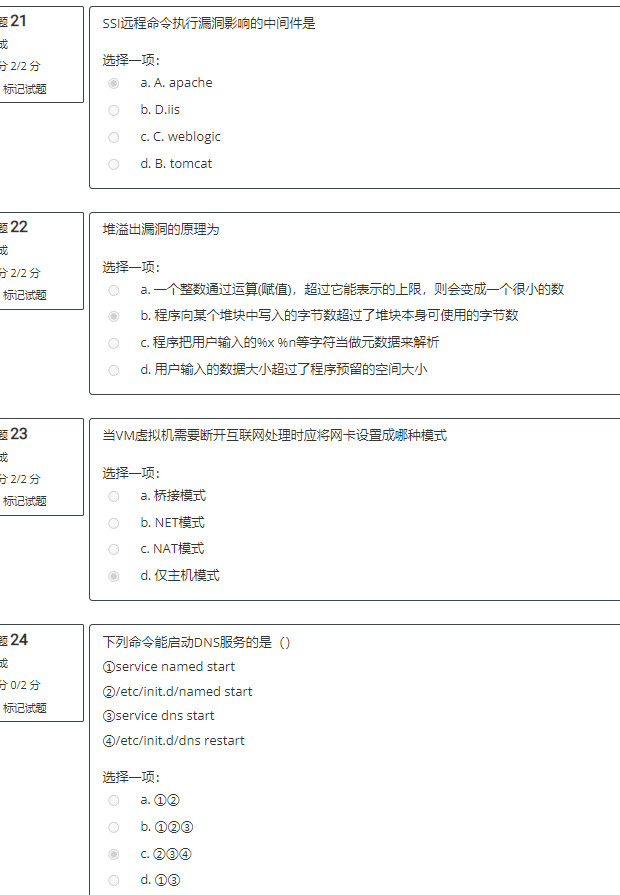 题 21
成
分 2/2 分
标记试题
SSI远程命令执行漏洞影响的中间件是
选择一项：
a. A. apache
b. D.iis
c. C. weblogic
d. B. tomcat
题 22
成
分 2/2 分
标记试题
堆溢出漏洞的原理为
选择一项：
a. 一个整数通过运算(赋值)，超过它能表示的上限，则会变成一个很小的数
b. 程序向某个堆块中写入的字节数超过了堆块本身可使用的字节数
c. 程序把用户输入的%x %n等字符当做元数据来解析
d. 用户输入的数据大小超过了程序预留的空间大小
题 23
成
分 2/2 分
标记试题
当VM虚拟机需要断开互联网处理时应将网卡设置成哪种模式
选择一项：
a. 桥接模式
b. NET模式
c. NAT模式
d. 仅主机模式
题 24
成
分 0/2 分
标记试题
下列命令能启动DNS服务的是（）
①service named start
②/etc/init.d/named start
③service dns start
④/etc/init.d/dns restart
选择一项：
a. ①②
b. ①②③
c. ②③④
d. ①③